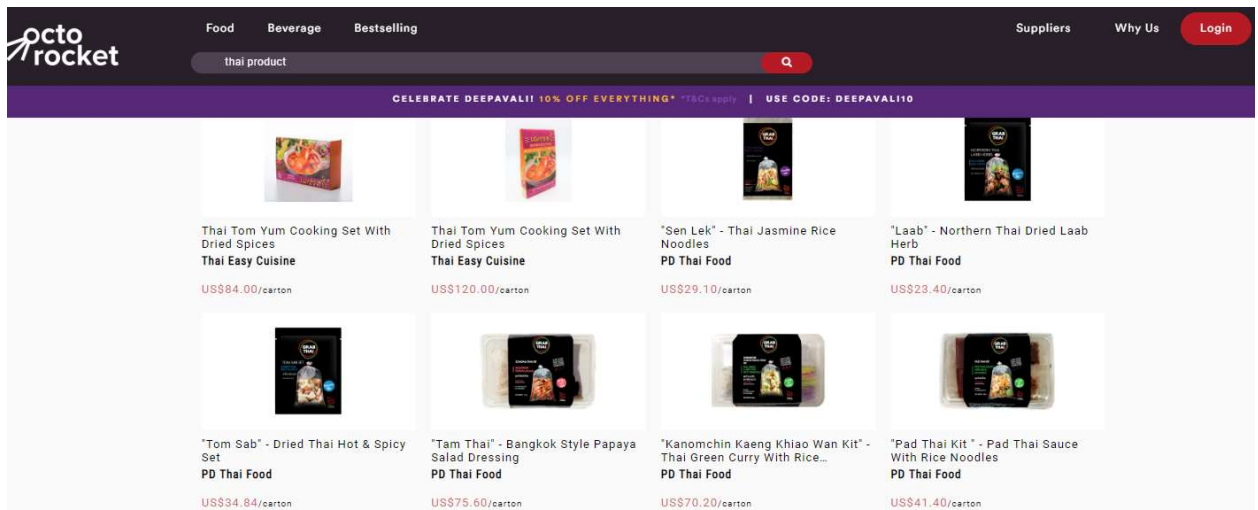 octo
rocket
Food Beverage Bestselling
Suppliers Why Us Login
thai product
CELEBRATE DEEPAVALI! 10% OFF EVERYTHING* *T&Cs apply | USE CODE: DEEPAVALI10
Thai Tom Yum Cooking Set With
Dried Spices
Thai Easy Cuisine
US$84.00/carton
Thai Tom Yum Cooking Set With
Dried Spices
Thai Easy Cuisine
US$120.00/carton
"Sen Lek" - Thai Jasmine Rice
Noodles
PD Thai Food
US$29.10/carton
"Laab" - Northern Thai Dried Laab
Herb
PD Thai Food
US$23.40/carton
"Tom Sab" - Dried Thai Hot & Spicy
Set
PD Thai Food
US$34.84/carton
"Tam Thai" - Bangkok Style Papaya
Salad Dressing
PD Thai Food
US$75.60/carton
"Kanomchin Kaeng Khiao Wan Kit" -
Thai Green Curry With Rice...
PD Thai Food
US$70.20/carton
"Pad Thai Kit " - Pad Thai Sauce
With Rice Noodles
PD Thai Food
US$41.40/carton